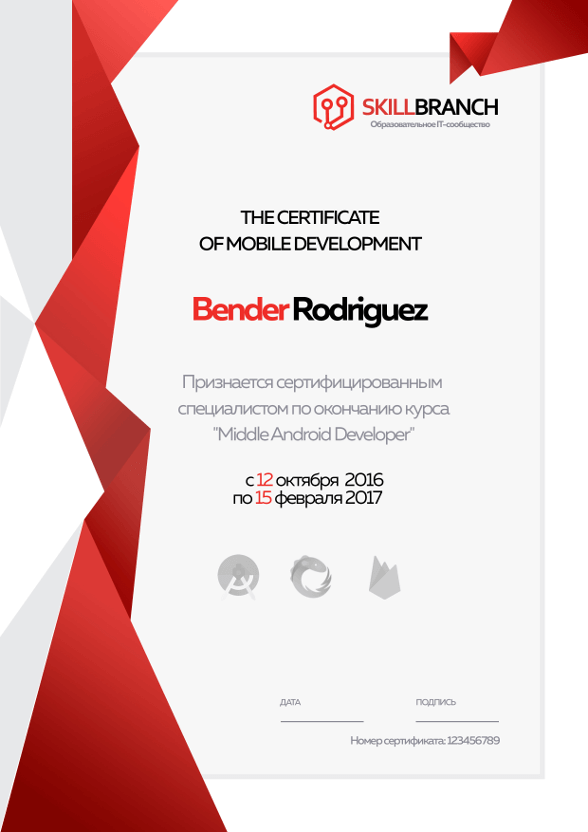 SKILLBRANCH
Образовательное IT-сообщество
THE CERTIFICATE
OF MOBILE DEVELOPMENT
Bender Rodriguez
Признается сертифицированным
специалистом по окончанию курса
"Middle Android Developer"
с 12 октября 2016
по 15 февраля 2017
ДАТА ПОДПИСЬ
Номер сертификата: 123456789